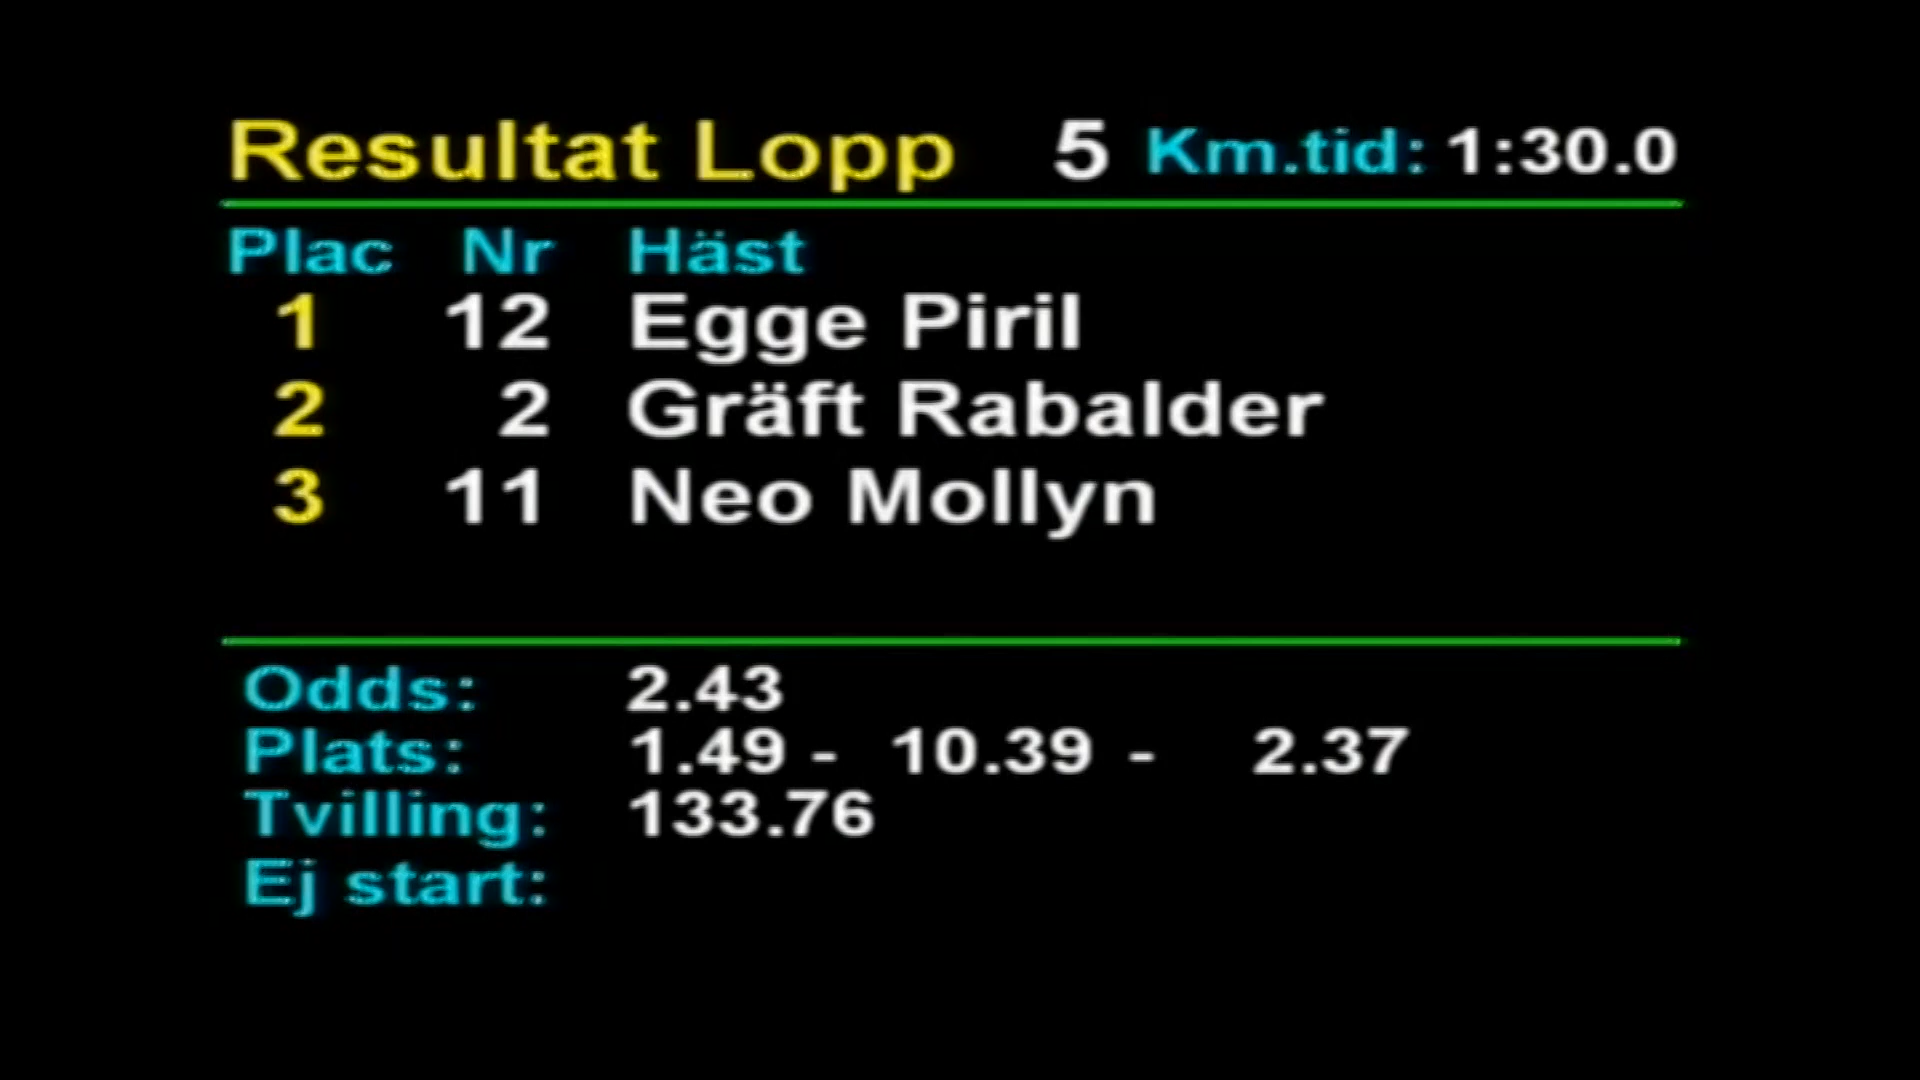 Resultat Lopp 5 Km.tid: 1:30.0
Plac Nr Häst
1 12 Egge Piril
2 2 Gräft Rabalder
3 11 Neo Mollyn
Odds: 2.43
Plats: 1.49 - 10.39 - 2.37
Tvilling: 133.76
Ej start: